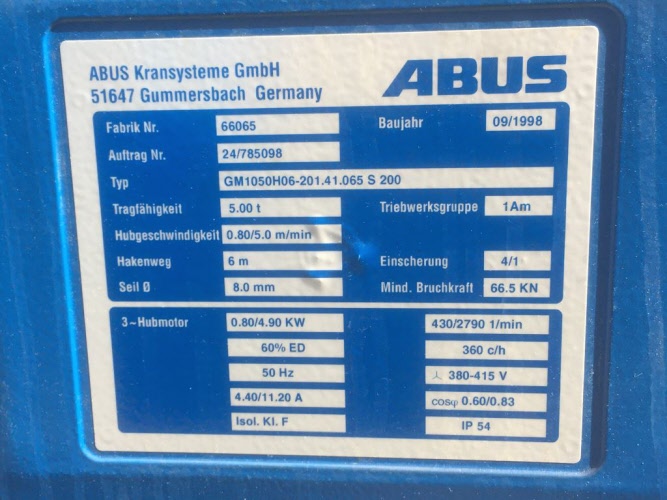 ABUS Kransysteme GmbH
51647 Gummersbach Germany
ABUS
Fabrik Nr. 66065 Baujahr 09/1998
Auftrag Nr. 24/785098
Typ GM1050H06-201.41.065 S 200
Tragfähigkeit 5.00 t Triebwerksgruppe 1Am
Hubgeschwindigkeit 0.80/5.0 m/min
Hakenweg 6 m Einscherung 4/1
Seil Ø 8.0 mm Mind. Bruchkraft 66.5 KN
3~Hubmotor 0.80/4.90 KW 430/2790 1/min
60% ED 360 c/h
50 Hz ⅄ 380-415 V
4.40/11.20 A cosφ 0.60/0.83
Isol. Kl. F IP 54